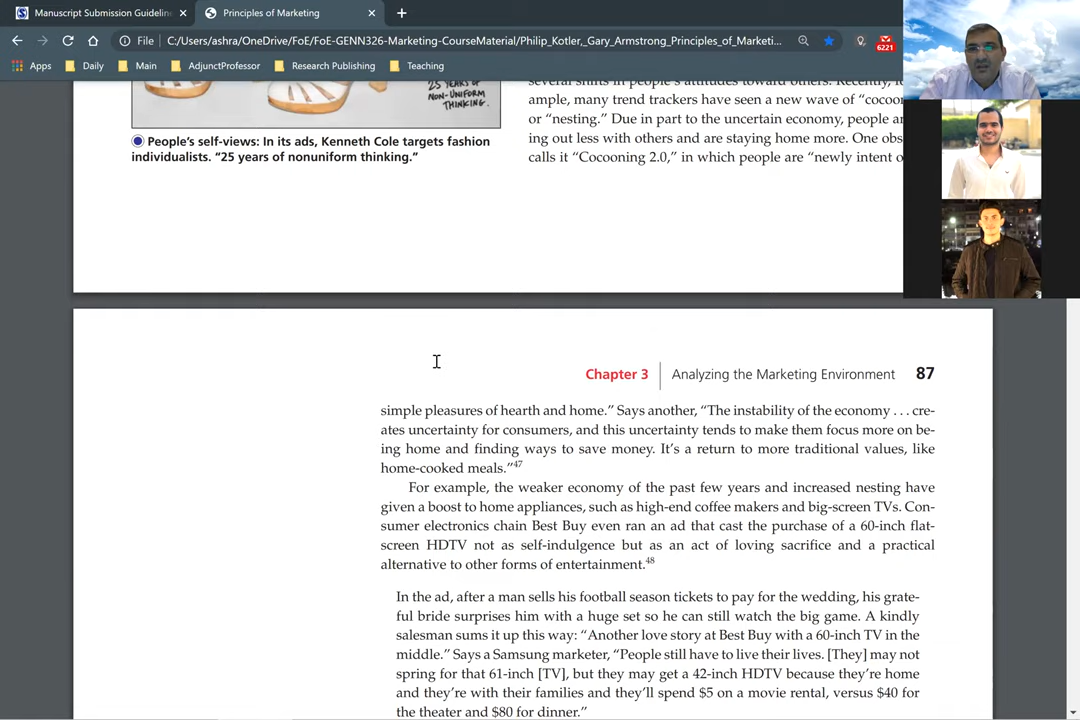 Manuscript Submission Guidelin
Principles of Marketing
File
C:/Users/ashra/OneDrive/FoE/FoE-GENN326-Marketing-CourseMaterial/Philip_Kotler,_Gary_Armstrong_Principles_of_Marketi...
6221
Apps
Daily
Main
AdjunctProfessor
Research Publishing
Teaching
25 YEARS OF
NON-UNIFORM
THINKING.
People's self-views: In its ads, Kenneth Cole targets fashion
individualists. “25 years of nonuniform thinking.”
several shifts in people's attitudes toward others. Recently,
ample, many trend trackers have seen a new wave of “cocoo
or “nesting.” Due in part to the uncertain economy, people ar
ing out less with others and are staying home more. One obs
calls it “Cocooning 2.0,” in which people are “newly intent o
Chapter 3 | Analyzing the Marketing Environment 87
simple pleasures of hearth and home.” Says another, “The instability of the economy . . . cre-
ates uncertainty for consumers, and this uncertainty tends to make them focus more on be-
ing home and finding ways to save money. It's a return to more traditional values, like
home-cooked meals.”47
For example, the weaker economy of the past few years and increased nesting have
given a boost to home appliances, such as high-end coffee makers and big-screen TVs. Con-
sumer electronics chain Best Buy even ran an ad that cast the purchase of a 60-inch flat-
screen HDTV not as self-indulgence but as an act of loving sacrifice and a practical
alternative to other forms of entertainment.48
In the ad, after a man sells his football season tickets to pay for the wedding, his grate-
ful bride surprises him with a huge set so he can still watch the big game. A kindly
salesman sums it up this way: “Another love story at Best Buy with a 60-inch TV in the
middle.” Says a Samsung marketer, “People still have to live their lives. [They] may not
spring for that 61-inch [TV], but they may get a 42-inch HDTV because they're home
and they're with their families and they'll spend $5 on a movie rental, versus $40 for
the theater and $80 for dinner.”